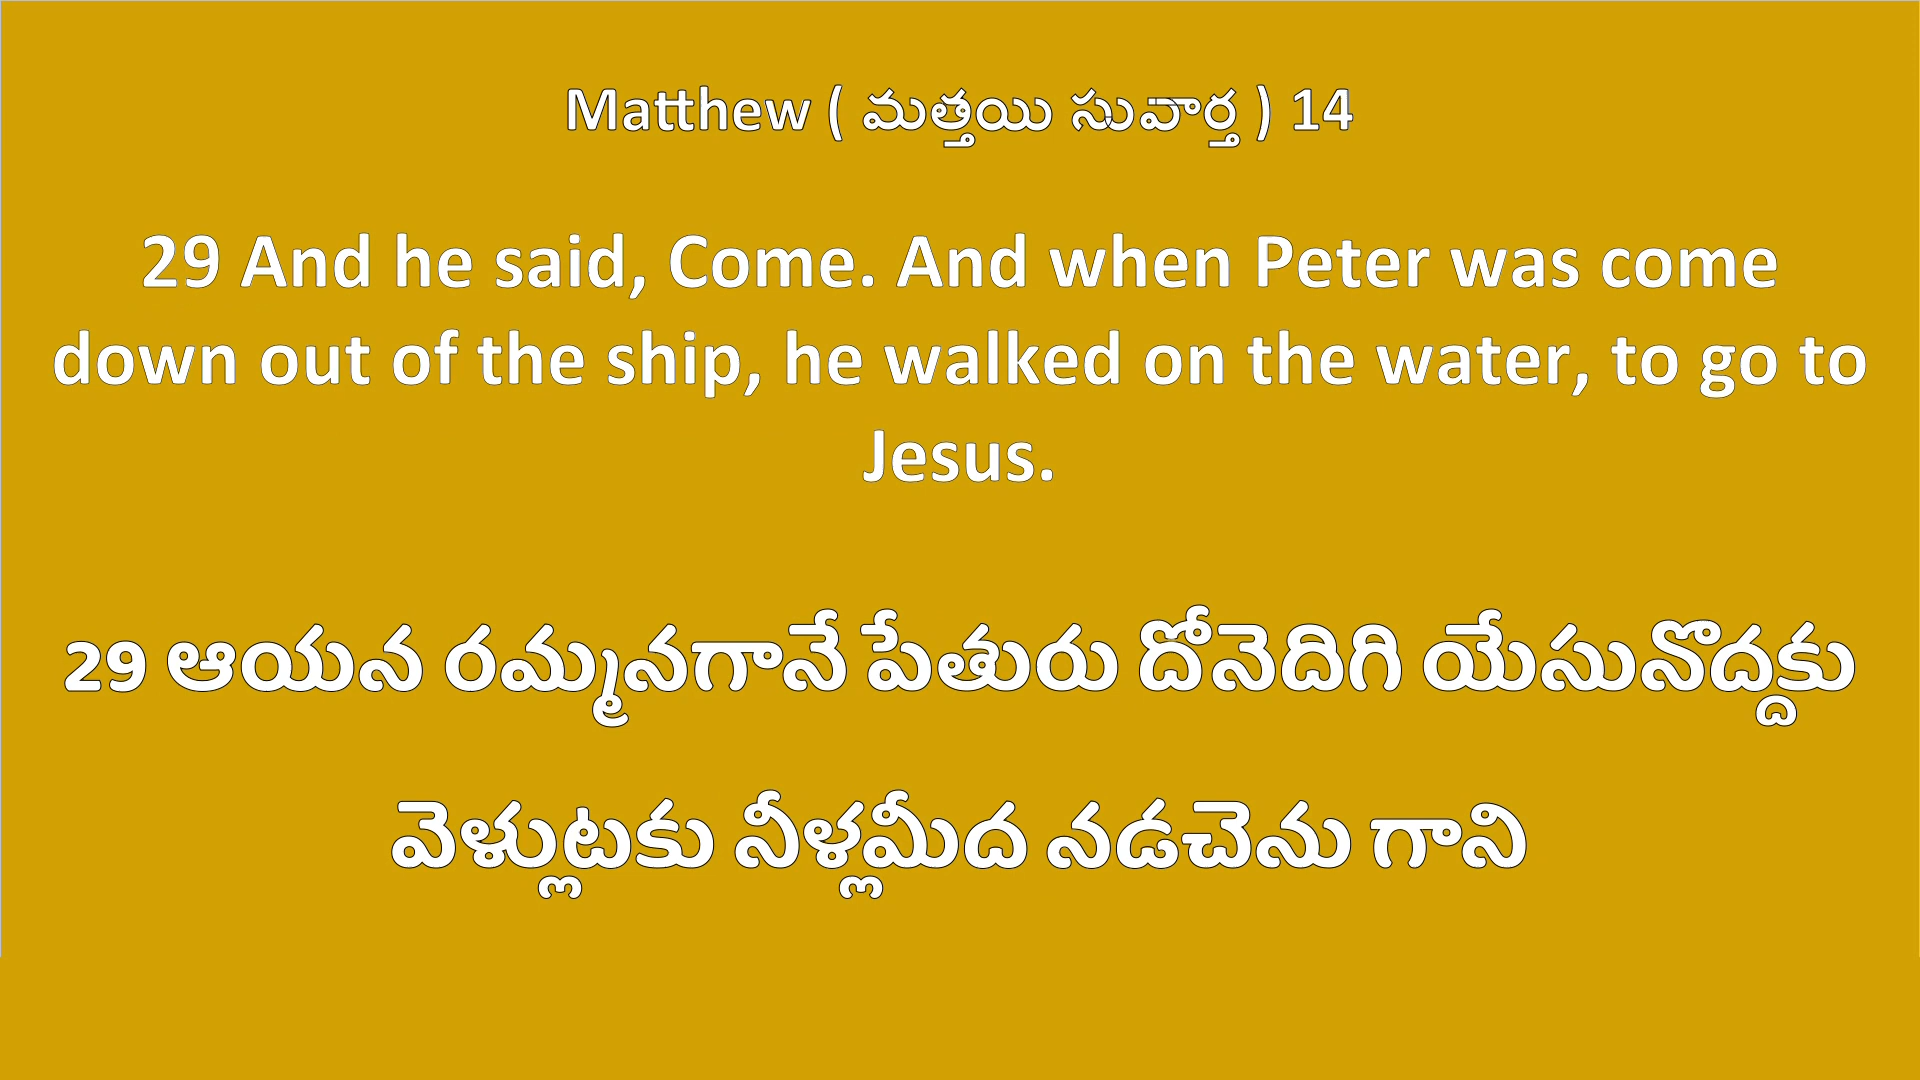 Matthew ( మత్తయి సువార్త ) 14
29 And he said, Come. And when Peter was come
down out of the ship, he walked on the water, to go to
Jesus.
29 ఆయన రమ్మనగానే పేతురు దోనెదిగి యేసునొద్దకు
వెళ్లుటకు నీళ్లమీద నడచెను గాని